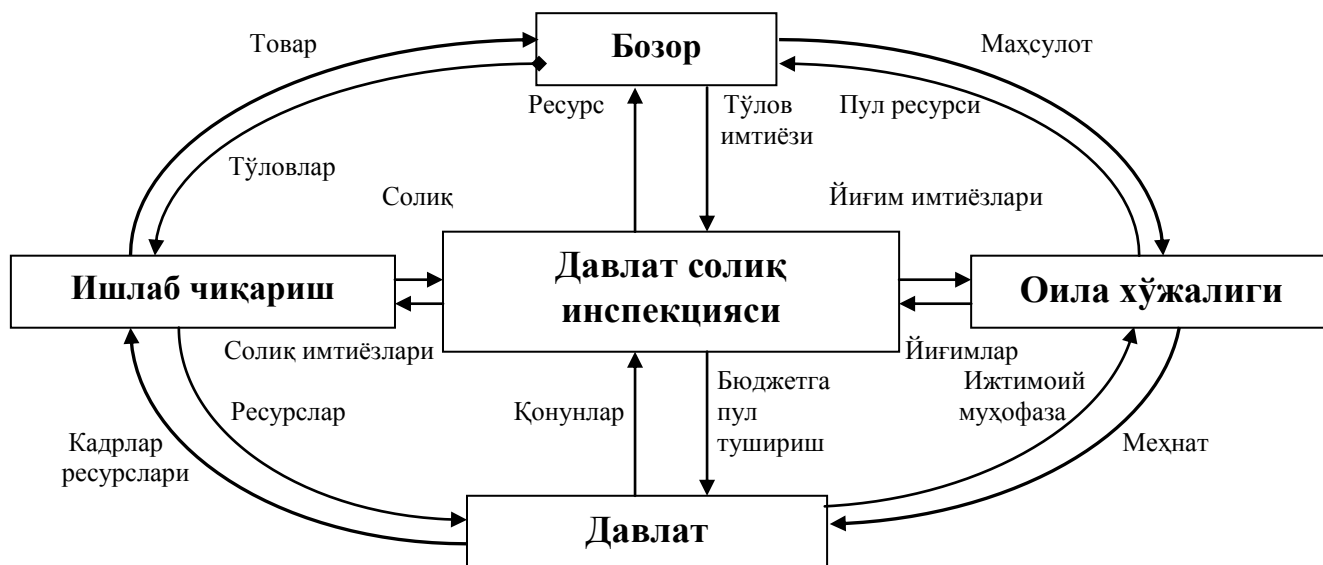 Товар
Бозор
Маҳсулот
Ресурс
Тўлов
имтиёзи
Пул ресурси
Тўловлар
Солиқ
Йиғим имтиёзлари
Ишлаб чиқариш
Давлат солиқ
инспекцияси
Оила хўжалиги
Солиқ имтиёзлари
Йиғимлар
Ресурслар
Қонунлар
Бюджетга
пул
тушириш
Ижтимоий
муҳофаза
Кадрлар
ресурслари
Меҳнат
Давлат